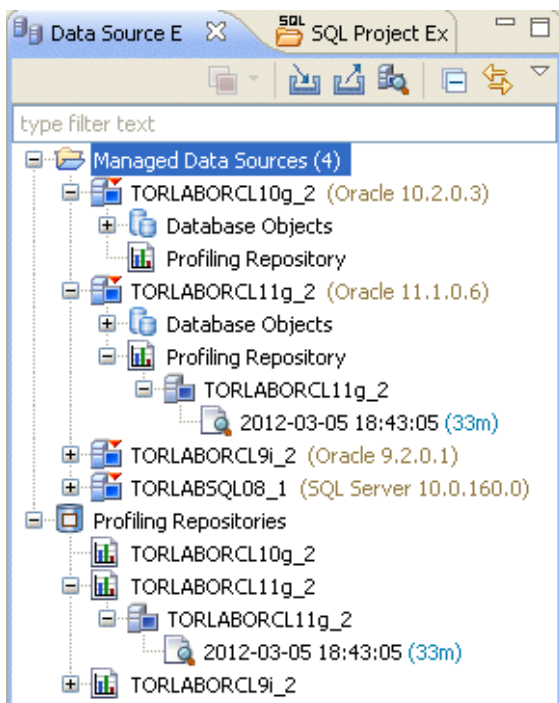 Data Source E SQL SQL Project Ex
type filter text
Managed Data Sources (4)
TORLABORCL10g_2 (Oracle 10.2.0.3)
Database Objects
Profiling Repository
TORLABORCL11g_2 (Oracle 11.1.0.6)
Database Objects
Profiling Repository
TORLABORCL11g_2
2012-03-05 18:43:05 (33m)
TORLABORCL9i_2 (Oracle 9.2.0.1)
TORLABSQL08_1 (SQL Server 10.0.160.0)
Profiling Repositories
TORLABORCL10g_2
TORLABORCL11g_2
TORLABORCL11g_2
2012-03-05 18:43:05 (33m)
TORLABORCL9i_2